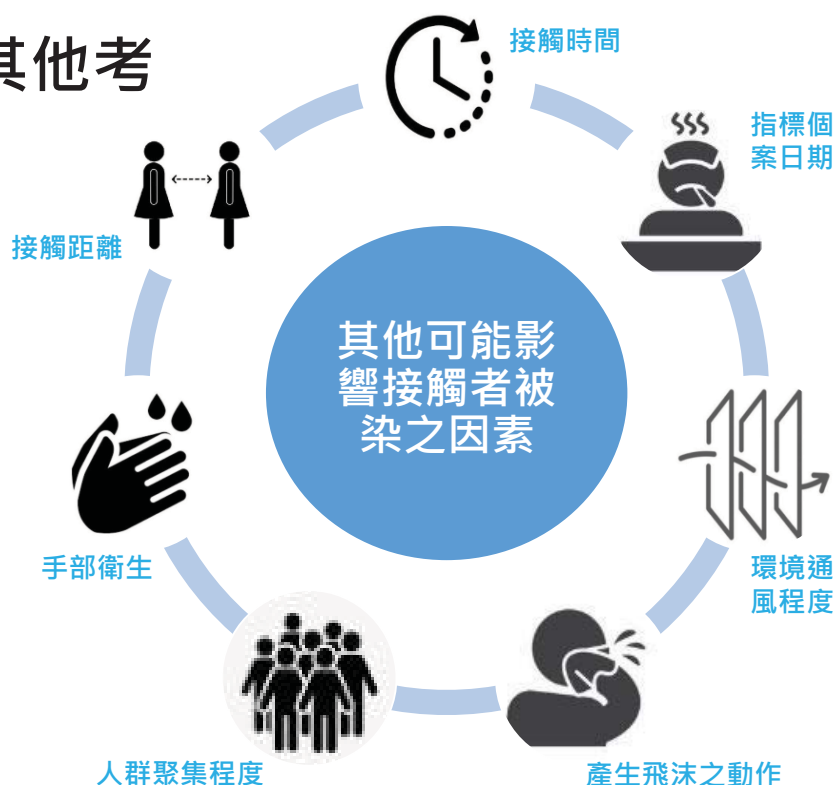 其他考
接觸時間
指標個
案日期
接觸距離
其他可能影
響接觸者被
染之因素
手部衛生
環境通
風程度
人群聚集程度
產生飛沫之動作